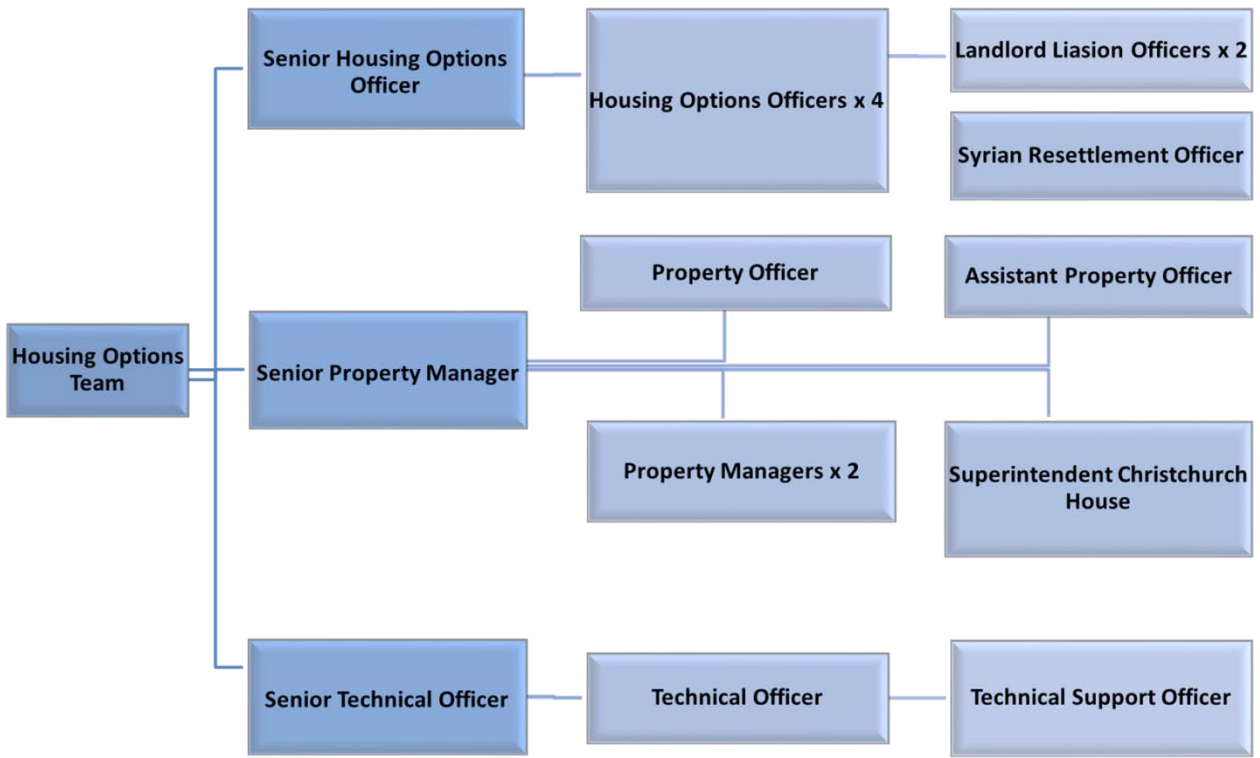 Senior Housing Options
Officer
Housing Options Officers x 4
Landlord Liasion Officers x 2
Syrian Resettlement Officer
Housing Options
Team
Senior Property Manager
Property Officer
Assistant Property Officer
Property Managers x 2
Superintendent Christchurch
House
Senior Technical Officer
Technical Officer
Technical Support Officer